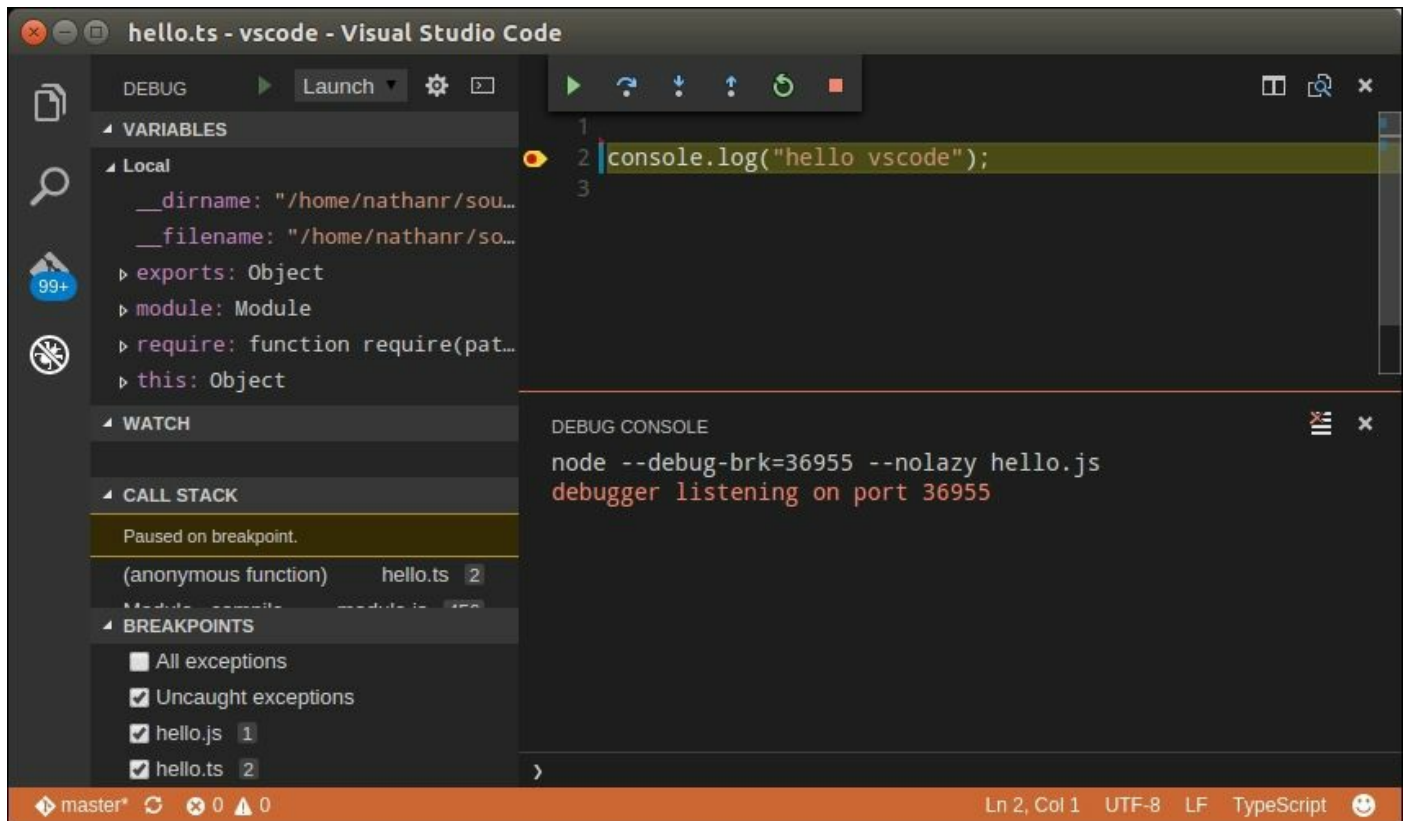 hello.ts - vscode - Visual Studio Code
DEBUG Launch
VARIABLES
Local
__dirname: "/home/nathanr/sou…
__filename: "/home/nathanr/so…
exports: Object
module: Module
require: function require(pat…
this: Object
WATCH
CALL STACK
Paused on breakpoint.
(anonymous function) hello.ts 2
BREAKPOINTS
All exceptions
Uncaught exceptions
hello.js 1
hello.ts 2
99+
1
2 console.log("hello vscode");
3
DEBUG CONSOLE
node --debug-brk=36955 --nolazy hello.js
debugger listening on port 36955
❯
master* 0 0 Ln 2, Col 1 UTF-8 LF TypeScript